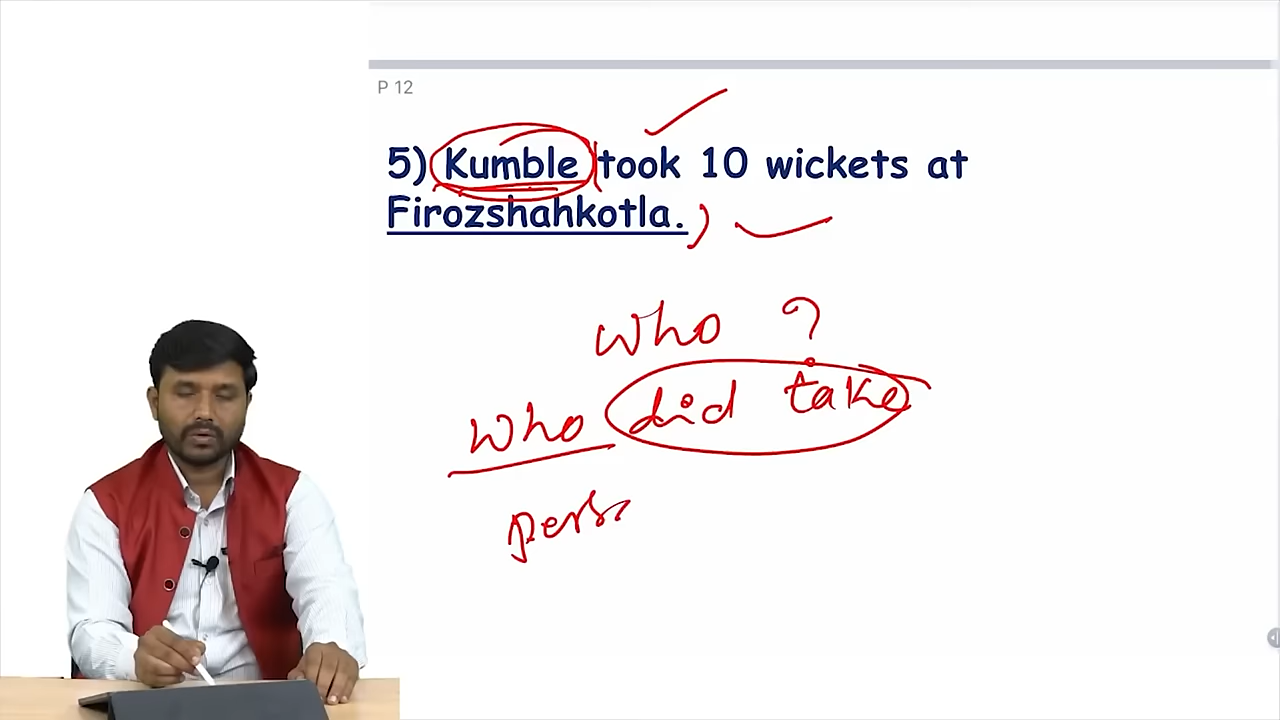 P 12
5) Kumble took 10 wickets at
Firozshahkotla.
who ?
who did take